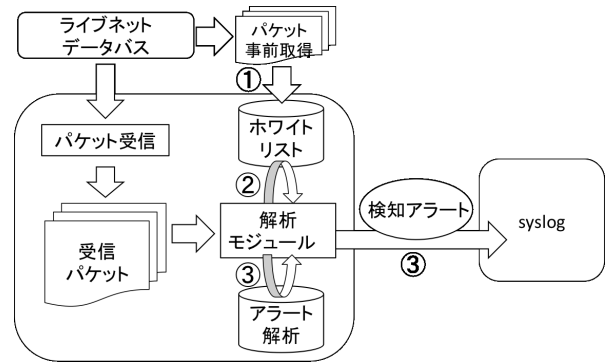 ライブネット
データバス
パケット
事前取得
①
パケット受信
ホワイト
リスト
②
受信
パケット
解析
モジュール
検知アラート
syslog
③
③
アラート
解析